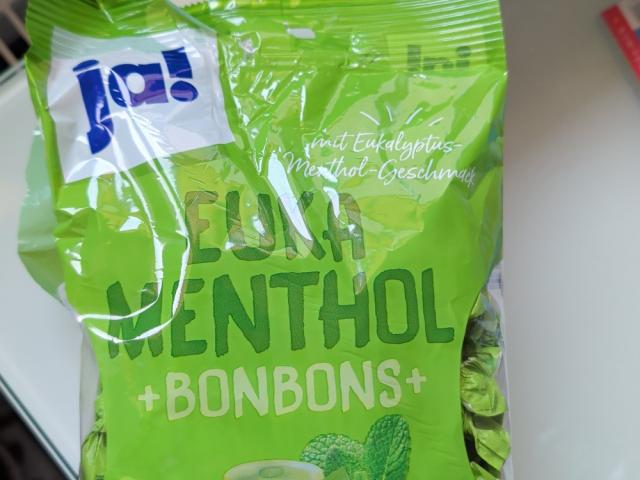 ja!
mit Eukalyptus-
Menthol-Geschmack
EUKA
MENTHOL
+BONBONS+